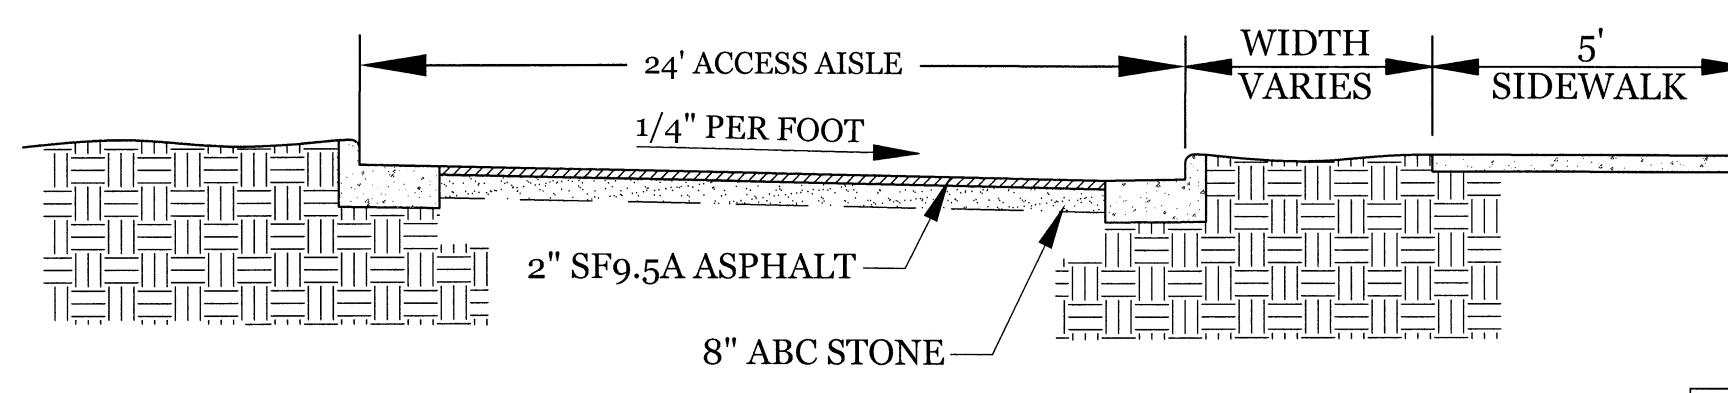 24' ACCESS AISLE
WIDTH
VARIES
5'
SIDEWALK
1/4" PER FOOT
2" SF9.5A ASPHALT
8" ABC STONE